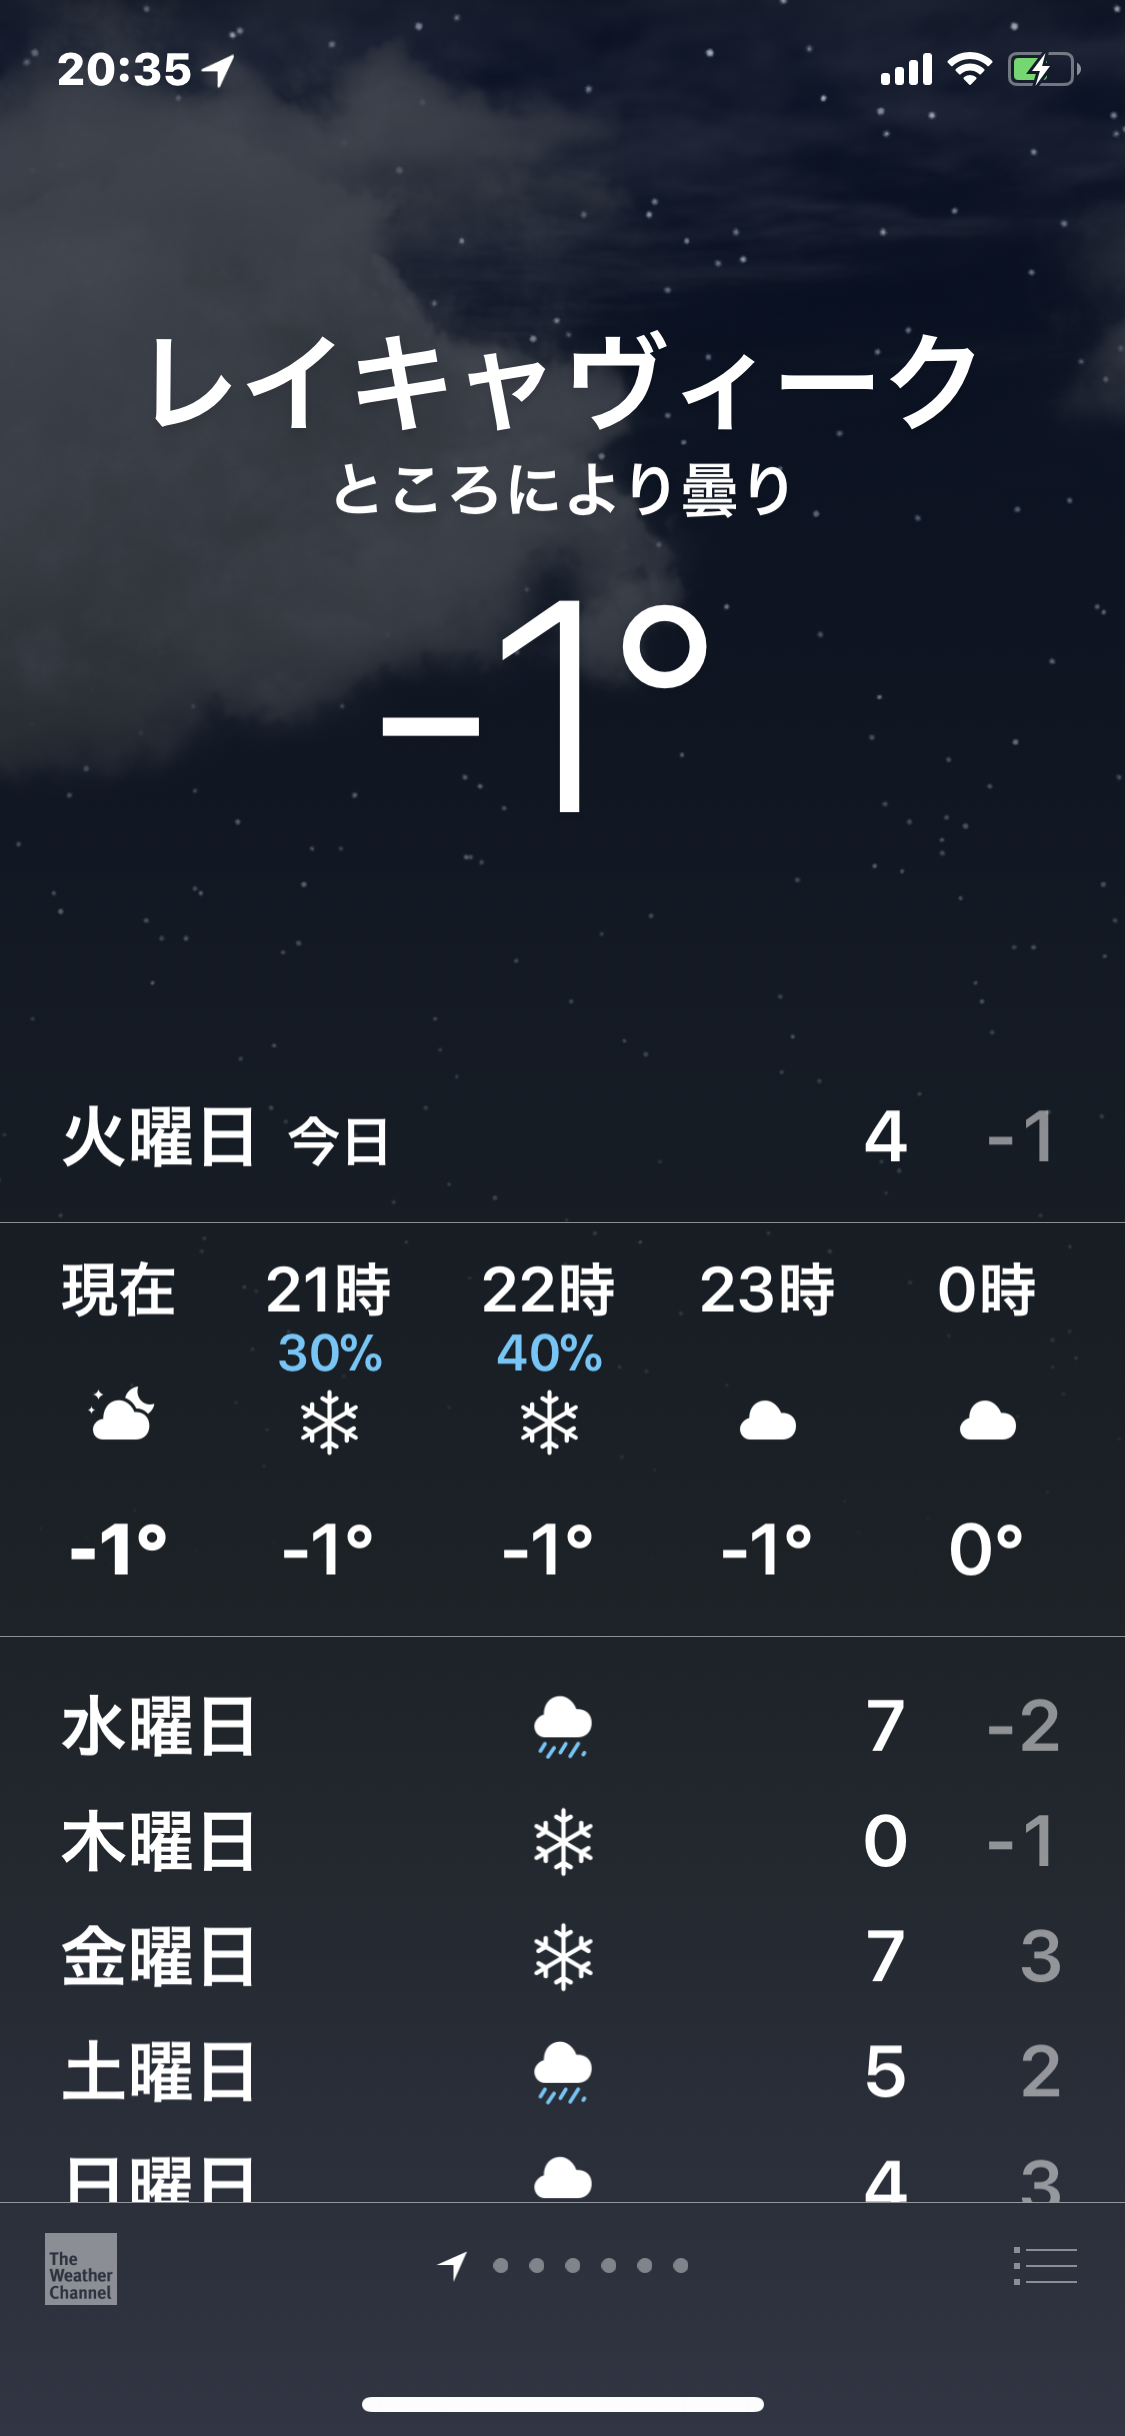 20:35
レイキャヴィーク
ところにより曇り
-1°
火曜日 今日 4 -1
現在 21時 22時 23時 0時
30% 40%
-1° -1° -1° -1° 0°
水曜日 7 -2
木曜日 0 -1
金曜日 7 3
土曜日 5 2
日曜日 4 3
The
Weather
Channel